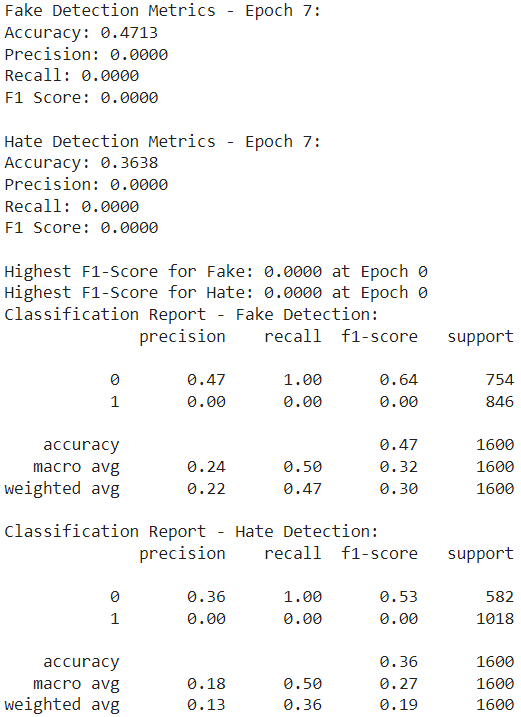 Fake Detection Metrics - Epoch 7:
Accuracy: 0.4713
Precision: 0.0000
Recall: 0.0000
F1 Score: 0.0000
Hate Detection Metrics - Epoch 7:
Accuracy: 0.3638
Precision: 0.0000
Recall: 0.0000
F1 Score: 0.0000
Highest F1-Score for Fake: 0.0000 at Epoch 0
Highest F1-Score for Hate: 0.0000 at Epoch 0
Classification Report - Fake Detection:
precision recall f1-score support
0 0.47 1.00 0.64 754
1 0.00 0.00 0.00 846
accuracy 0.47 1600
macro avg 0.24 0.50 0.32 1600
weighted avg 0.22 0.47 0.30 1600
Classification Report - Hate Detection:
precision recall f1-score support
0 0.36 1.00 0.53 582
1 0.00 0.00 0.00 1018
accuracy 0.36 1600
macro avg 0.18 0.50 0.27 1600
weighted avg 0.13 0.36 0.19 1600